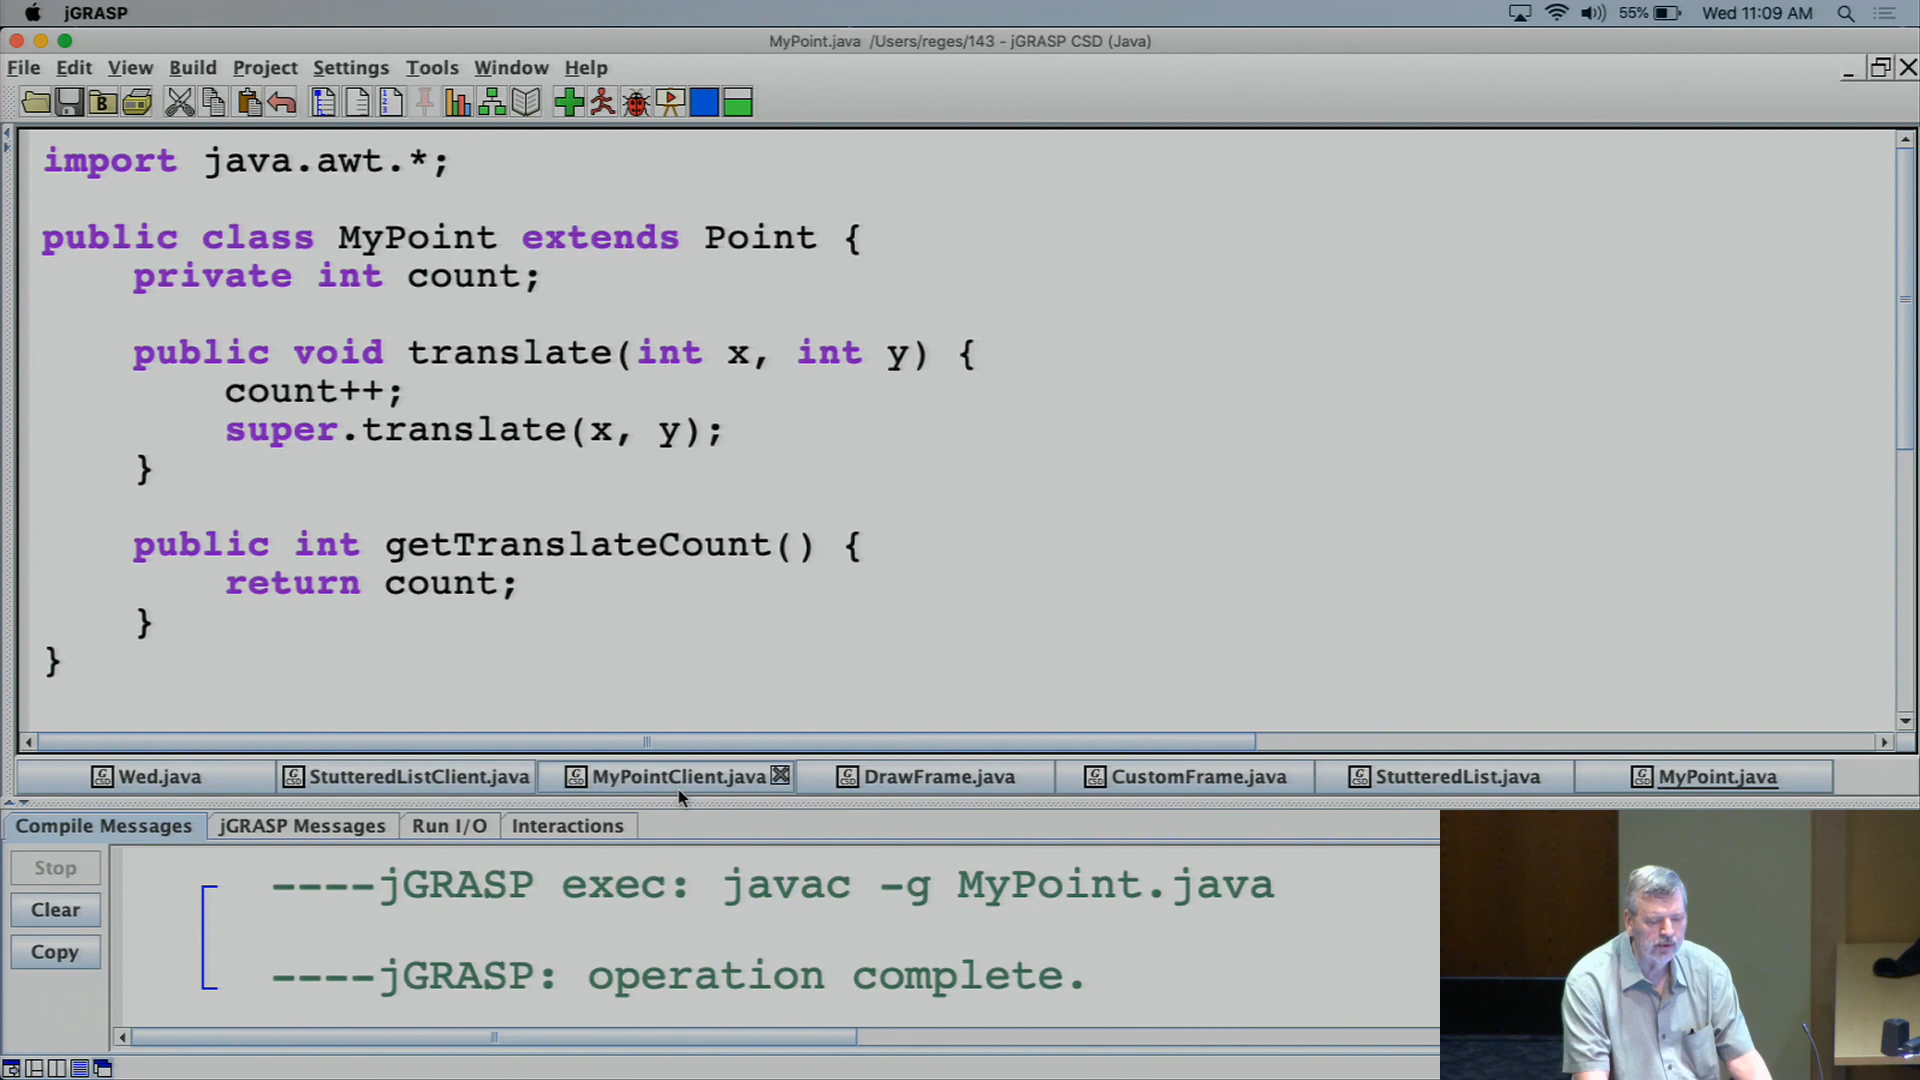 jGRASP
55% Wed 11:09 AM
MyPoint.java /Users/reges/143 - jGRASP CSD (Java)
File Edit View Build Project Settings Tools Window Help
import java.awt.*;
public class MyPoint extends Point {
private int count;
public void translate(int x, int y) {
count++;
super.translate(x, y);
}
public int getTranslateCount() {
return count;
}
}
Wed.java StutteredListClient.java MyPointClient.java DrawFrame.java CustomFrame.java StutteredList.java MyPoint.java
Compile Messages jGRASP Messages Run I/O Interactions
Stop
Clear
Copy
----jGRASP exec: javac -g MyPoint.java
----jGRASP: operation complete.